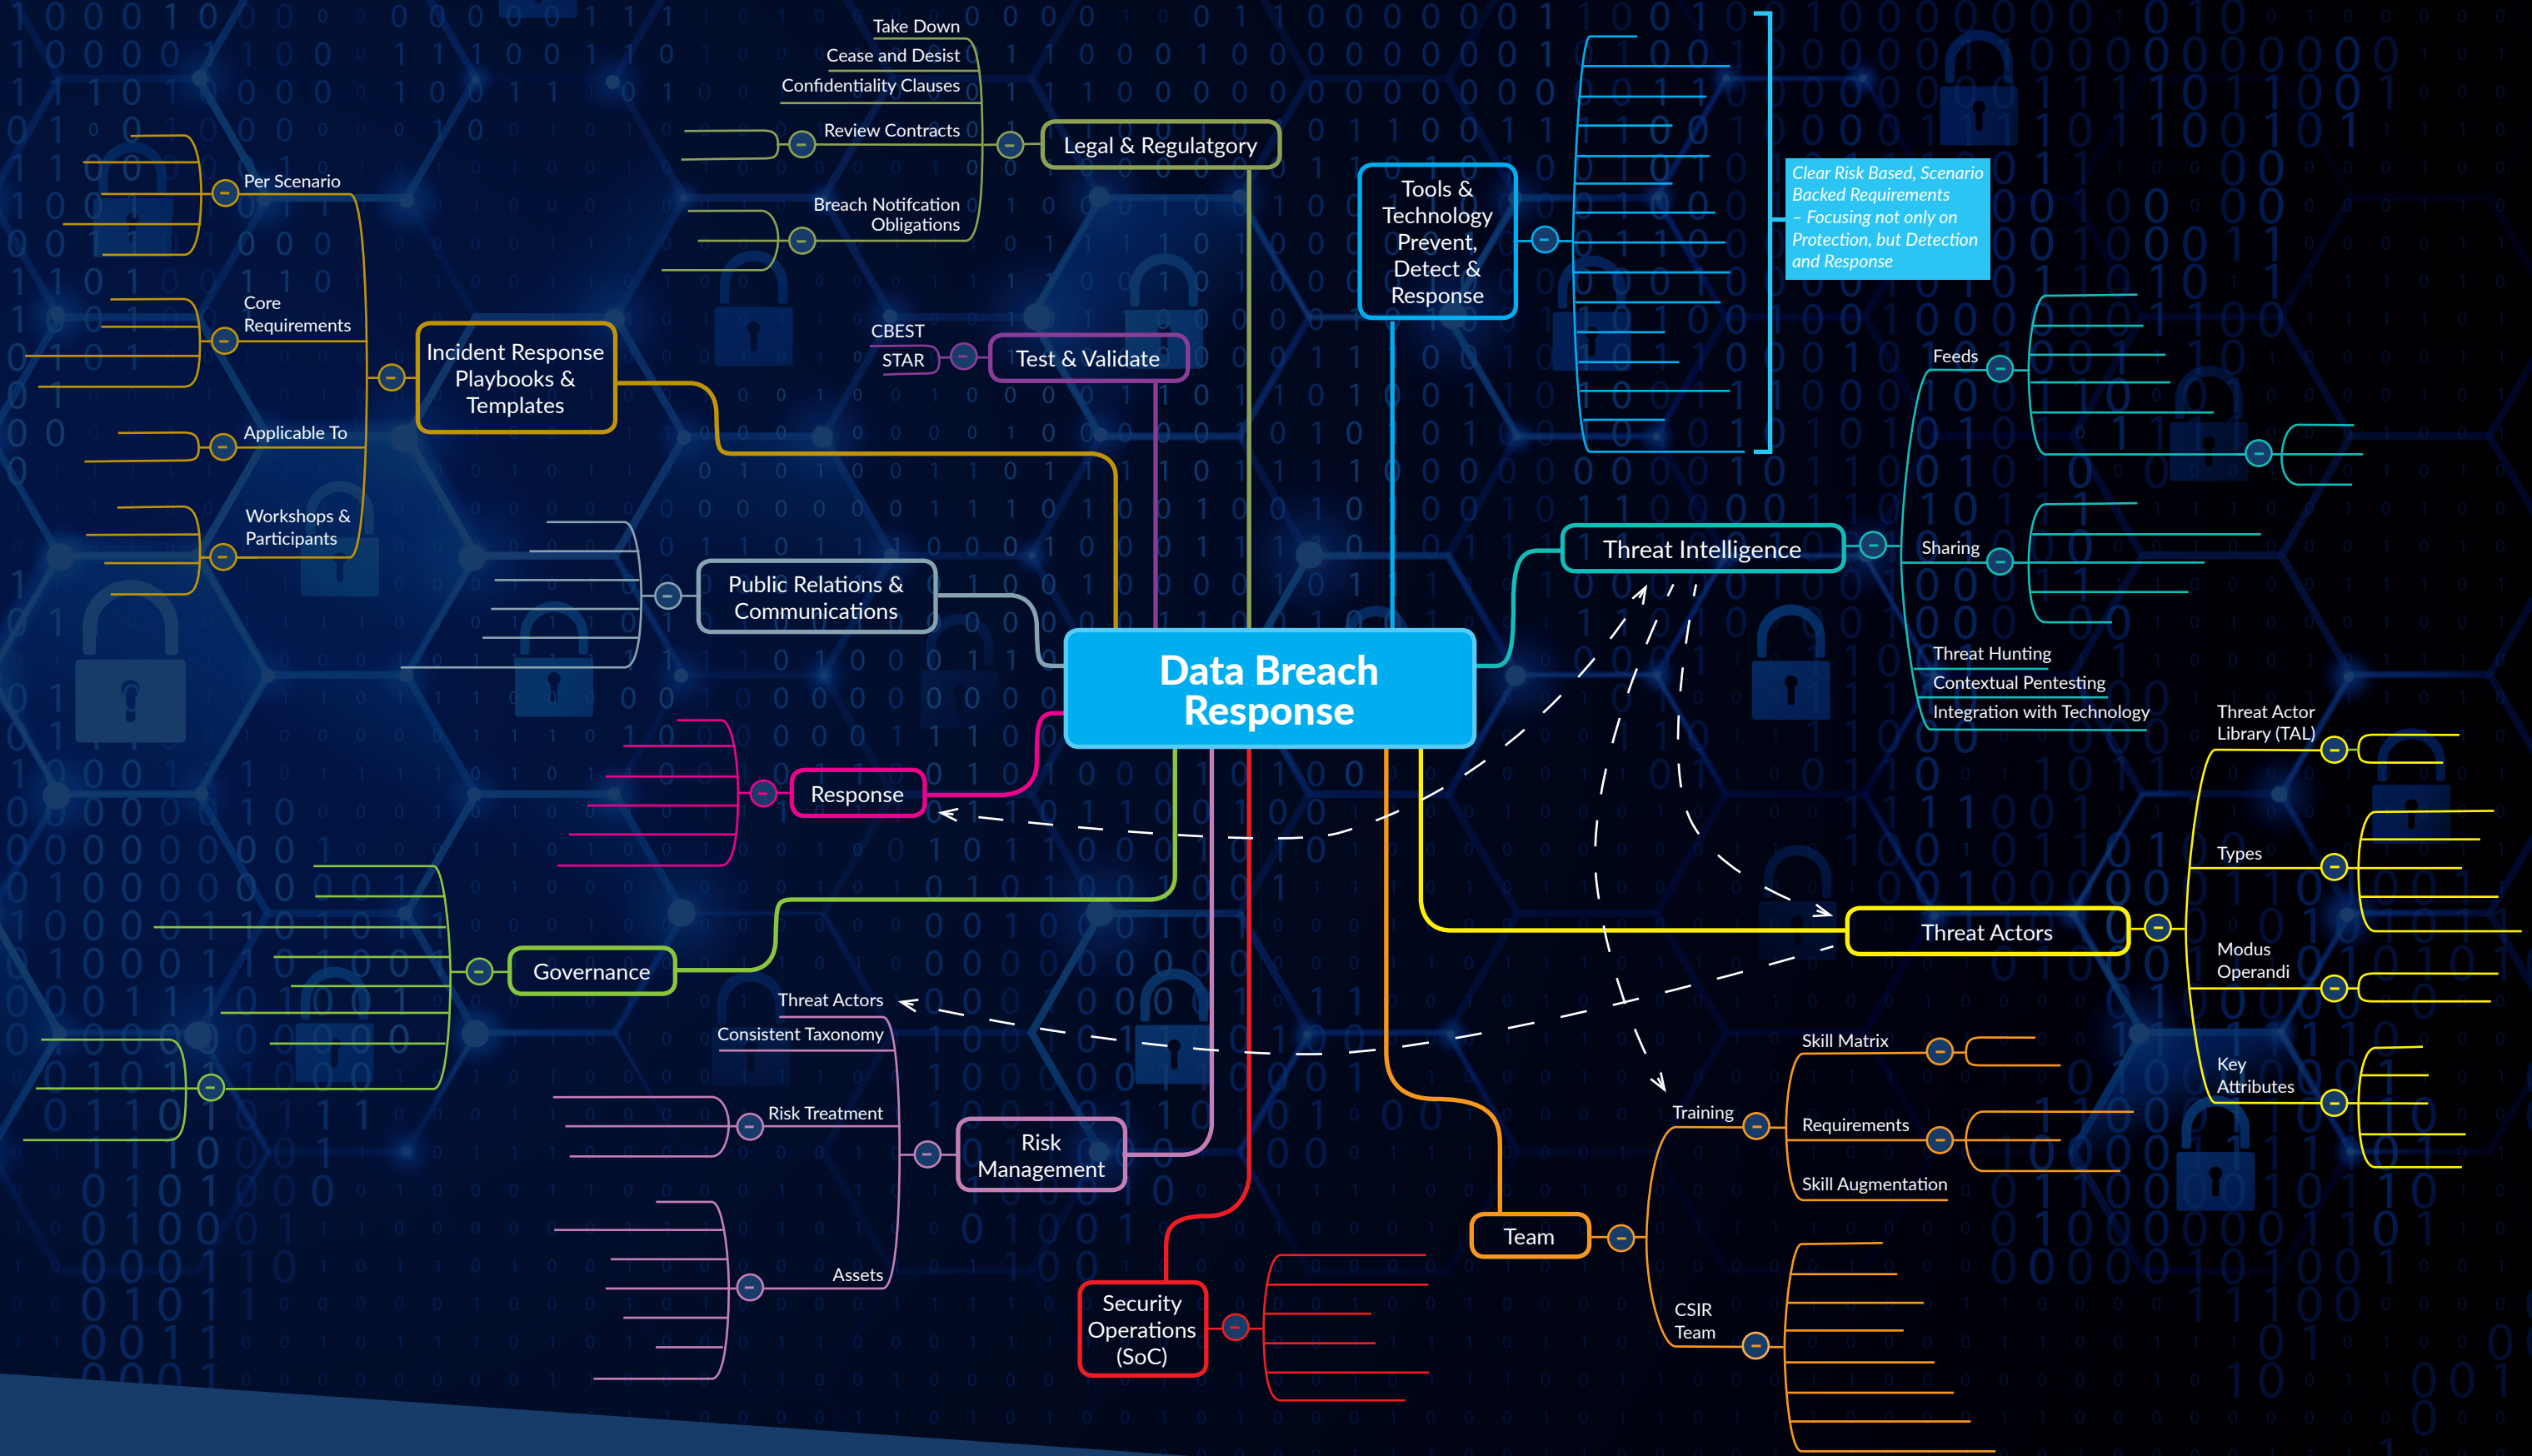 Take Down
Cease and Desist
Confidentiality Clauses
Review Contracts
Breach Notifcation
Obligations
Legal & Regulatgory
Per Scenario
Core
Requirements
Applicable To
Workshops &
Participants
Incident Response
Playbooks &
Templates
CBEST
STAR
Test & Validate
Tools &
Technology
Prevent,
Detect &
Response
Clear Risk Based, Scenario
Backed Requirements
– Focusing not only on
Protection, but Detection
and Response
Public Relations &
Communications
Data Breach
Response
Threat Intelligence
Feeds
Sharing
Threat Hunting
Contextual Pentesting
Integration with Technology
Response
Governance
Threat Actors
Threat Actor
Library (TAL)
Types
Modus
Operandi
Key
Attributes
Threat Actors
Consistent Taxonomy
Risk Treatment
Assets
Risk
Management
Security
Operations
(SoC)
Team
Training
Skill Matrix
Requirements
Skill Augmentation
CSIR
Team